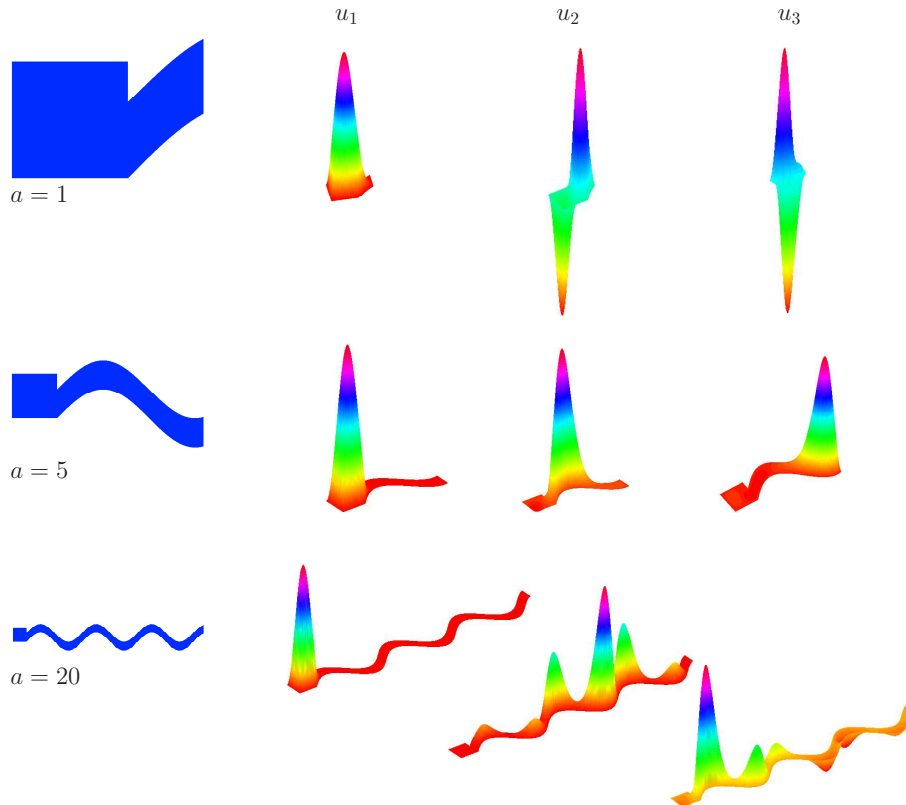 u₁ u₂ u₃
a = 1
a = 5
a = 20